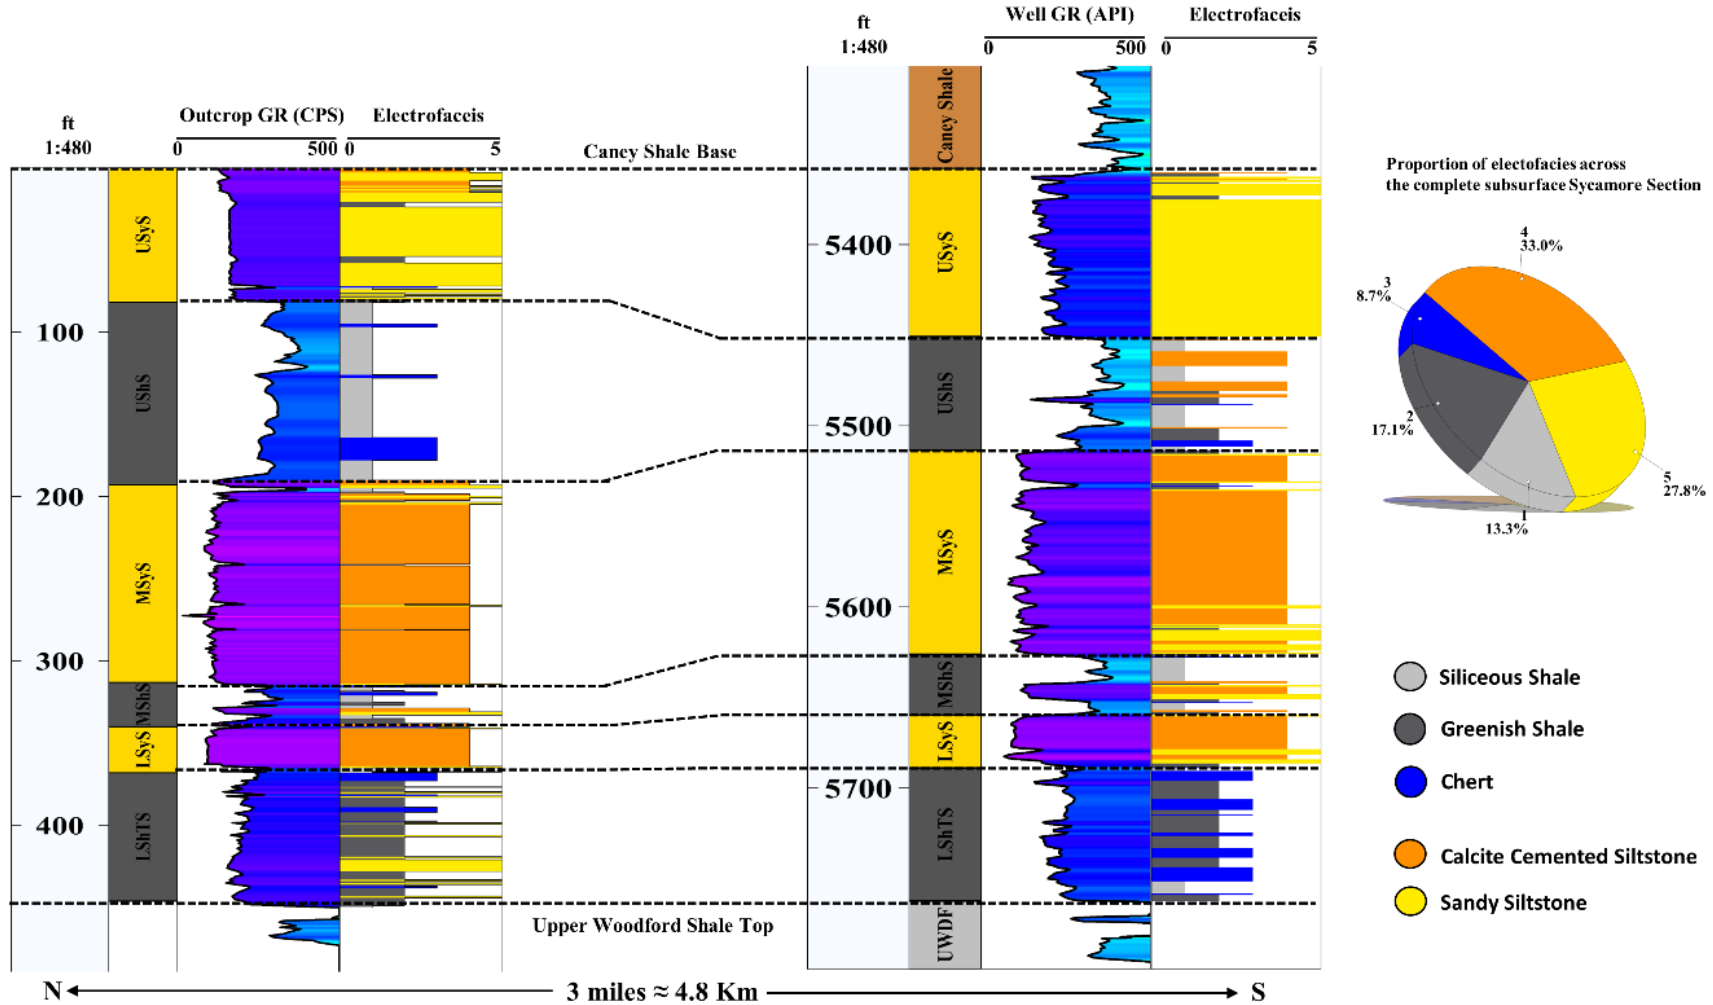 ft
1:480
Outcrop GR (CPS)
0
500
Electrofaceis
0
5
USyS
UShS
MSyS
MShS
LSyS
LShTS
100
200
300
400
Caney Shale Base
Upper Woodford Shale Top
ft
1:480
Well GR (API)
0
500
Electrofaceis
0
5
Caney Shale
USyS
UShS
MSyS
MShS
LSyS
LShTS
UWDF
5400
5500
5600
5700
N
3 miles ≈ 4.8 Km
S
Proportion of electofacies across
the complete subsurface Sycamore Section
4
33.0%
3
8.7%
2
17.1%
1
13.3%
5
27.8%
Siliceous Shale
Greenish Shale
Chert
Calcite Cemented Siltstone
Sandy Siltstone